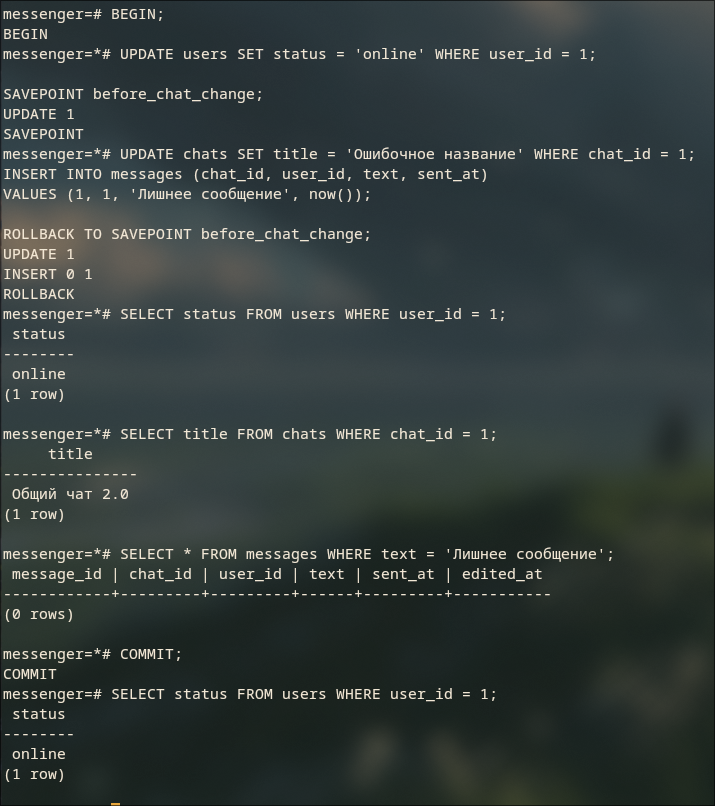 messenger=# BEGIN;
BEGIN
messenger=*# UPDATE users SET status = 'online' WHERE user_id = 1;
SAVEPOINT before_chat_change;
UPDATE 1
SAVEPOINT
messenger=*# UPDATE chats SET title = 'Ошибочное название' WHERE chat_id = 1;
INSERT INTO messages (chat_id, user_id, text, sent_at)
VALUES (1, 1, 'Лишнее сообщение', now());
ROLLBACK TO SAVEPOINT before_chat_change;
UPDATE 1
INSERT 0 1
ROLLBACK
messenger=*# SELECT status FROM users WHERE user_id = 1;
 status
--------
 online
(1 row)
messenger=*# SELECT title FROM chats WHERE chat_id = 1;
     title
---------------
 Общий чат 2.0
(1 row)
messenger=*# SELECT * FROM messages WHERE text = 'Лишнее сообщение';
 message_id | chat_id | user_id | text | sent_at | edited_at
------------+---------+---------+------+---------+-----------
(0 rows)
messenger=*# COMMIT;
COMMIT
messenger=# SELECT status FROM users WHERE user_id = 1;
 status
--------
 online
(1 row)